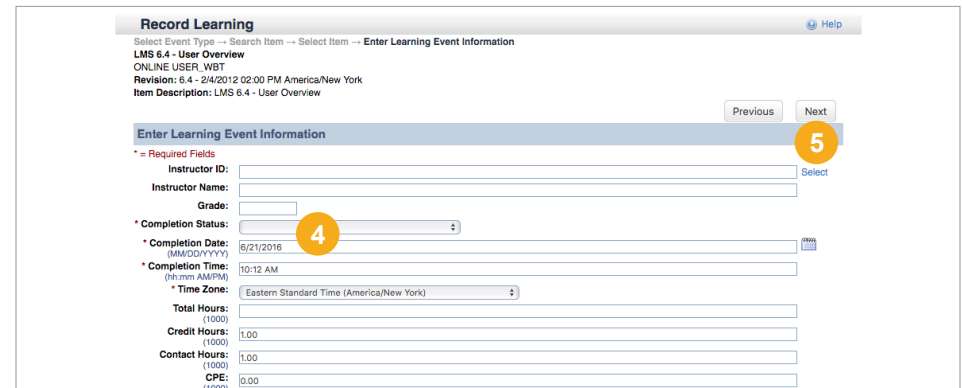 Record Learning
Help
Select Event Type → Search Item → Select Item → Enter Learning Event Information
LMS 6.4 - User Overview
ONLINE USER_WBT
Revision: 6.4 - 2/4/2012 02:00 PM America/New York
Item Description: LMS 6.4 - User Overview
Previous Next
Enter Learning Event Information
5
* = Required Fields
Instructor ID: Select
Instructor Name:
Grade:
* Completion Status:
4
* Completion Date: 6/21/2016
(MM/DD/YYYY)
* Completion Time: 10:12 AM
(hh:mm AM/PM)
* Time Zone: Eastern Standard Time (America/New York)
Total Hours:
(1000)
Credit Hours: 1.00
(1000)
Contact Hours: 1.00
(1000)
CPE: 0.00
(1000)